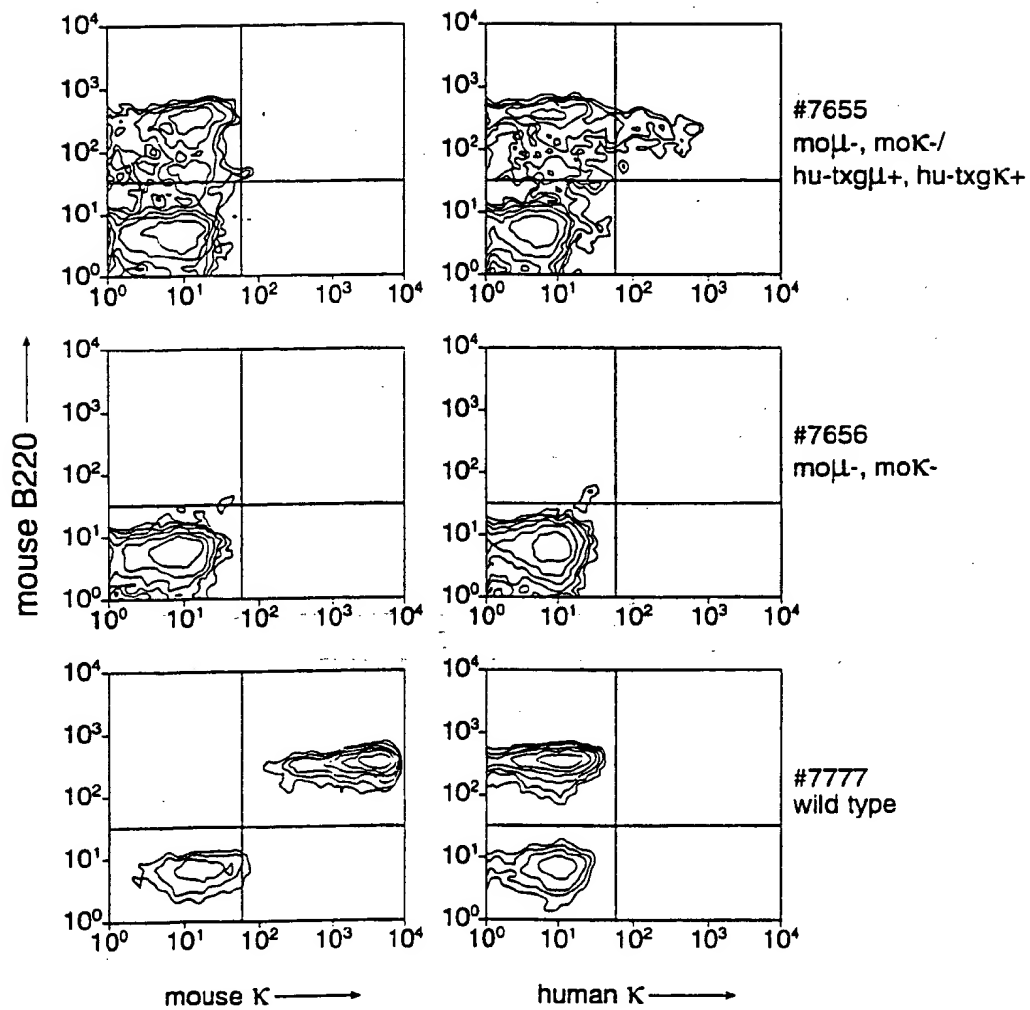 10⁴ 10³ 10² 10¹ 10⁰
10⁰ 10¹ 10² 10³ 10⁴
10⁴ 10³ 10² 10¹ 10⁰
10⁰ 10¹ 10² 10³ 10⁴
#7655
moμ-, moκ-/
hu-txgμ+, hu-txgκ+
mouse B220
10⁴ 10³ 10² 10¹ 10⁰
10⁰ 10¹ 10² 10³ 10⁴
10⁴ 10³ 10² 10¹ 10⁰
10⁰ 10¹ 10² 10³ 10⁴
#7656
moμ-, moκ-
10⁴ 10³ 10² 10¹ 10⁰
10⁰ 10¹ 10² 10³ 10⁴
10⁴ 10³ 10² 10¹ 10⁰
10⁰ 10¹ 10² 10³ 10⁴
#7777
wild type
mouse κ
human κ